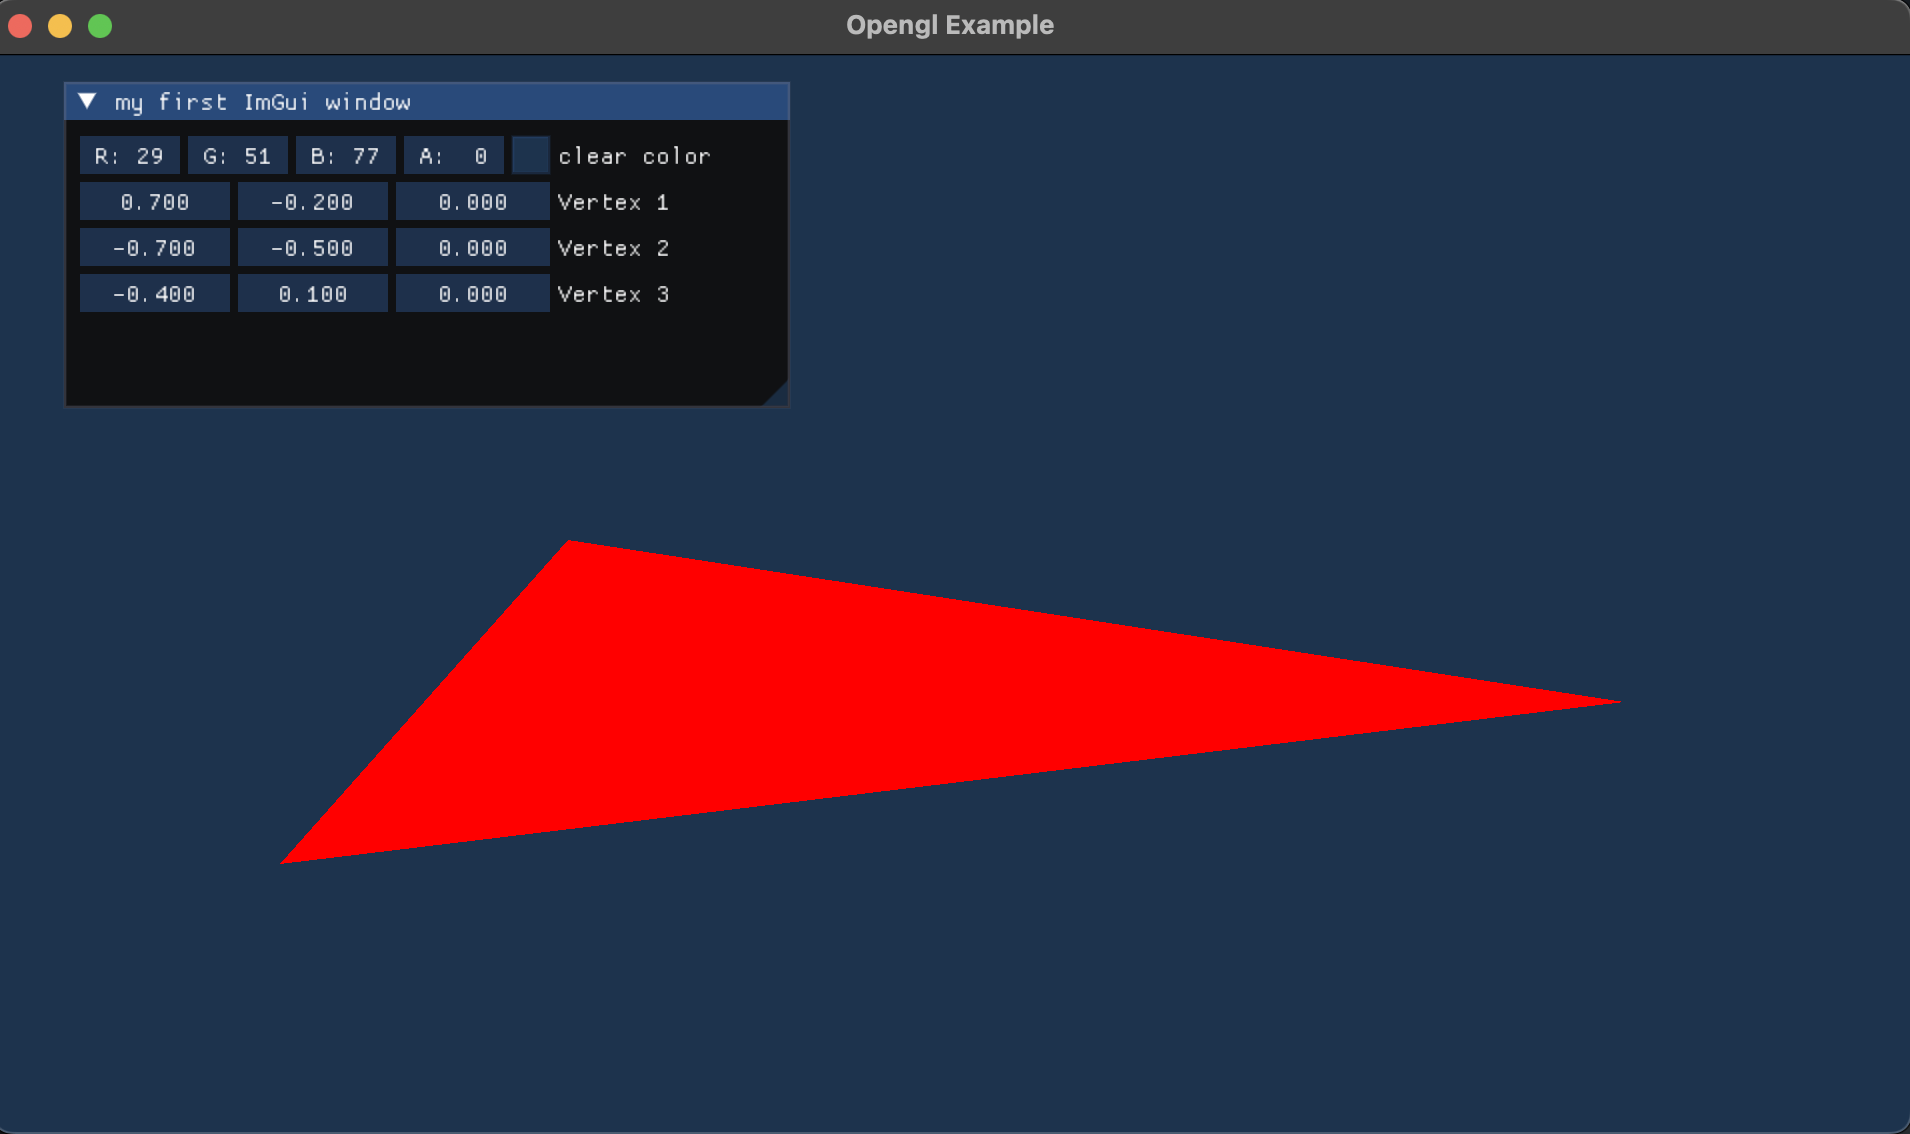 Opengl Example
my first ImGui window
R: 29 G: 51 B: 77 A: 0 clear color
0.700 -0.200 0.000 Vertex 1
-0.700 -0.500 0.000 Vertex 2
-0.400 0.100 0.000 Vertex 3